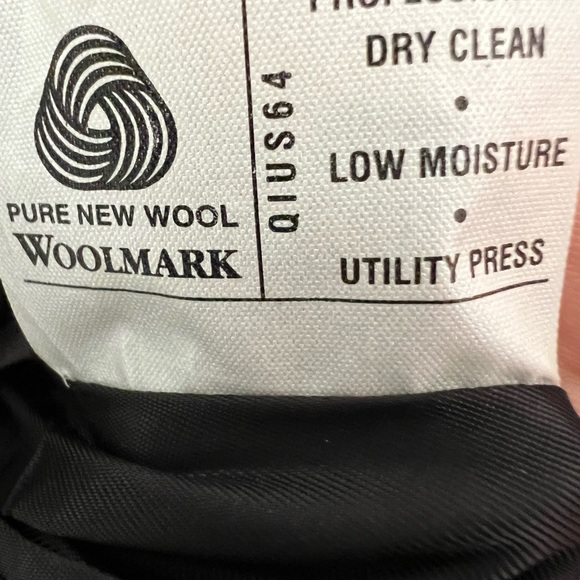 PURE NEW WOOL
WOOLMARK
QIUS64
DRY CLEAN
•
LOW MOISTURE
•
UTILITY PRESS